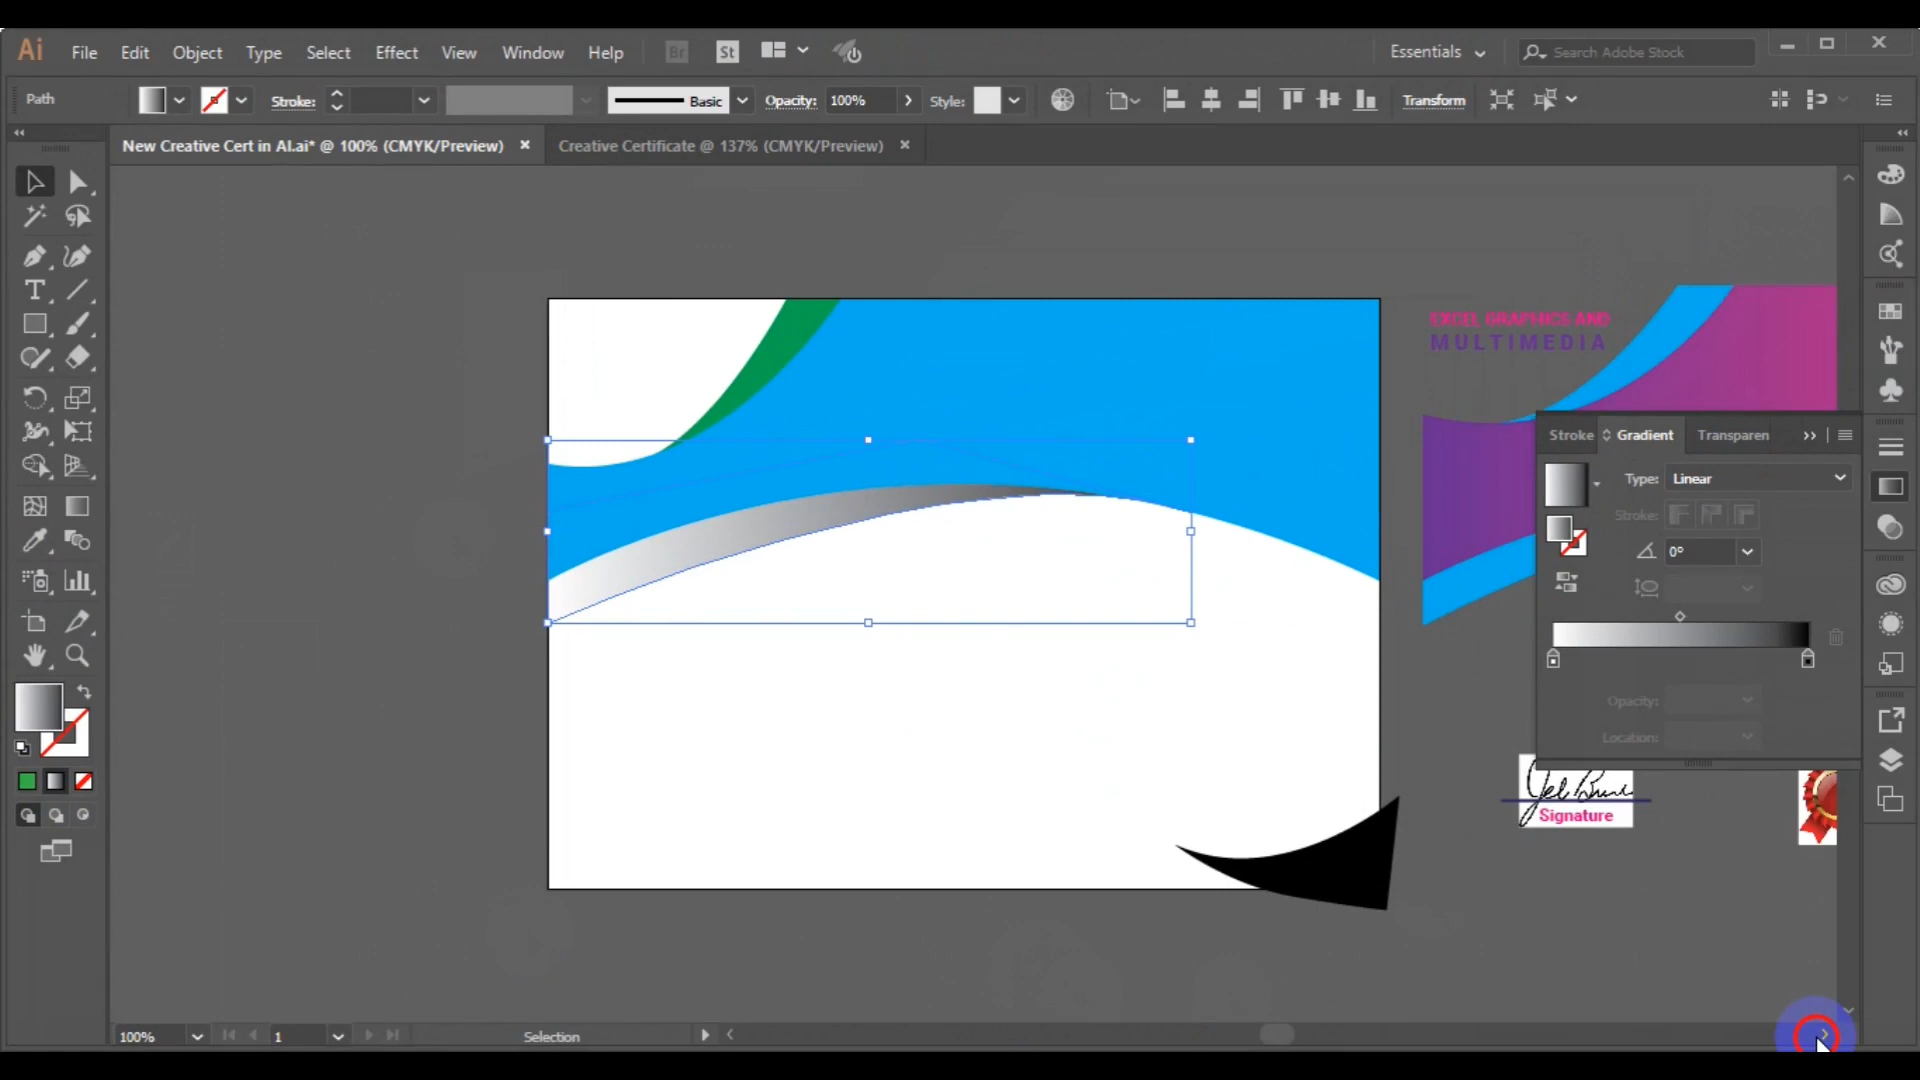 Ai File Edit Object Type Select Effect View Window Help Br St Essentials Search Adobe Stock
Path Stroke: Basic Opacity: 100% Style: Transform
New Creative Cert in AI.ai* @ 100% (CMYK/Preview) × Creative Certificate @ 137% (CMYK/Preview) ×
EXCEL GRAPHICS AND
MULTIMEDIA
Stroke Gradient Transparen
Type: Linear
Stroke:
0°
Opacity:
Location:
Signature
100% 1 Selection